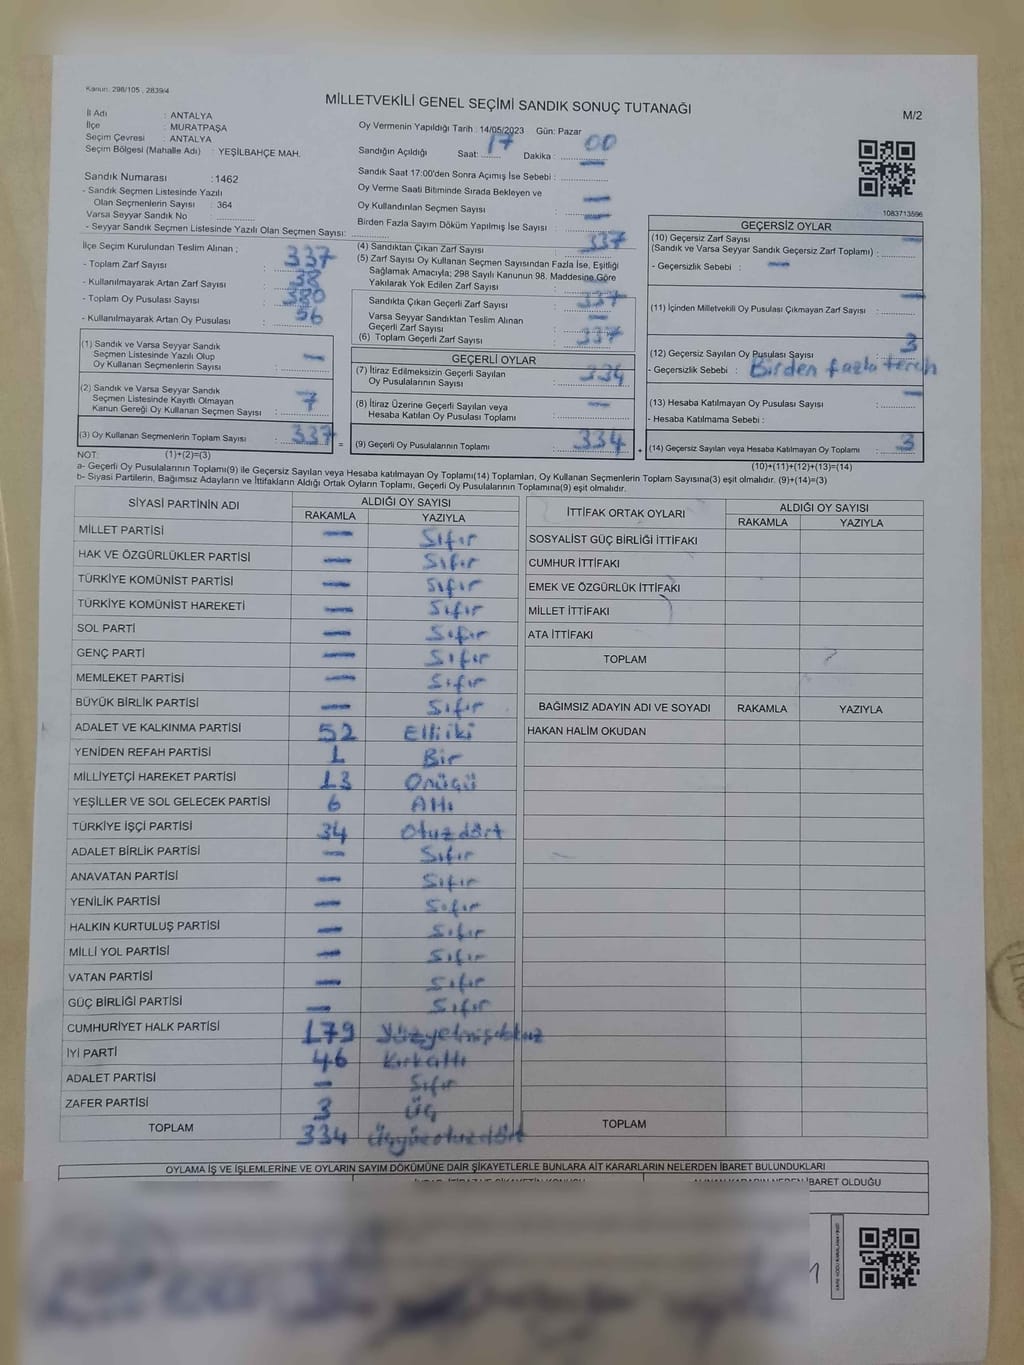 Kanun: 298/105 , 2839/4
MİLLETVEKİLİ GENEL SEÇİMİ SANDIK SONUÇ TUTANAĞI
M/2
İl Adı : ANTALYA
İlçe : MURATPAŞA
Seçim Çevresi : ANTALYA
Seçim Bölgesi (Mahalle Adı) : YEŞİLBAHÇE MAH.
Sandık Numarası : 1462
- Sandık Seçmen Listesinde Yazılı
Olan Seçmenlerin Sayısı : 364
Varsa Seyyar Sandık No
- Seyyar Sandık Seçmen Listesinde Yazılı Olan Seçmen Sayısı:
Oy Vermenin Yapıldığı Tarih : 14/05/2023 Gün: Pazar
Sandığın Açıldığı Saat: 17 Dakika : 00
Sandık Saat 17:00'den Sonra Açımış İse Sebebi : —
Oy Verme Saati Bitiminde Sırada Bekleyen ve
Oy Kullandırılan Seçmen Sayısı : —
Birden Fazla Sayım Döküm Yapılmış İse Sayısı : —
1083713596
İlçe Seçim Kurulundan Teslim Alınan :
- Toplam Zarf Sayısı : 337
- Kullanılmayarak Artan Zarf Sayısı : 38
- Toplam Oy Pusulası Sayısı : 380
- Kullanılmayarak Artan Oy Pusulası : 56
(1) Sandık ve Varsa Seyyar Sandık
Seçmen Listesinde Yazılı Olup
Oy Kullanan Seçmenlerin Sayısı : —
(2) Sandık ve Varsa Seyyar Sandık
Seçmen Listesinde Kayıtlı Olmayan
Kanun Gereği Oy Kullanan Seçmen Sayısı : 7
(3) Oy Kullanan Seçmenlerin Toplam Sayısı : 337 =
(4) Sandıktan Çıkan Zarf Sayısı : 337
(5) Zarf Sayısı Oy Kullanan Seçmen Sayısından Fazla İse, Eşitliği
Sağlamak Amacıyla; 298 Sayılı Kanunun 98. Maddesine Göre
Yakılarak Yok Edilen Zarf Sayısı : —
Sandıkta Çıkan Geçerli Zarf Sayısı : 337
Varsa Seyyar Sandıktan Teslim Alınan
Geçerli Zarf Sayısı : —
(6) Toplam Geçerli Zarf Sayısı : 337
GEÇERLİ OYLAR
(7) İtiraz Edilmeksizin Geçerli Sayılan
Oy Pusulalarının Sayısı : 334
(8) İtiraz Üzerine Geçerli Sayılan veya
Hesaba Katılan Oy Pusulası Toplamı : —
(9) Geçerli Oy Pusulalarının Toplamı : 334 +
GEÇERSİZ OYLAR
(10) Geçersiz Zarf Sayısı —
(Sandık ve Varsa Seyyar Sandık Geçersiz Zarf Toplamı) :
- Geçersizlik Sebebi : —
(11) İçinden Milletvekili Oy Pusulası Çıkmayan Zarf Sayısı : —
(12) Geçersiz Sayılan Oy Pusulası Sayısı : 3
- Geçersizlik Sebebi : Birden fazla tercih
(13) Hesaba Katılmayan Oy Pusulası Sayısı : —
- Hesaba Katılmama Sebebi :
(14) Geçersiz Sayılan veya Hesaba Katılmayan Oy Toplamı : 3
NOT: (1)+(2)=(3)
(10)+(11)+(12)+(13)=(14)
a- Geçerli Oy Pusulalarının Toplamı(9) ile Geçersiz Sayılan veya Hesaba katılmayan Oy Toplamı(14) Toplamları, Oy Kullanan Seçmenlerin Toplam Sayısına(3) eşit olmalıdır. (9)+(14)=(3)
b- Siyasi Partilerin, Bağımsız Adayların ve İttifakların Aldığı Ortak Oyların Toplamı, Geçerli Oy Pusulalarının Toplamına(9) eşit olmalıdır.
SİYASİ PARTİNİN ADI ALDIĞI OY SAYISI
RAKAMLA YAZIYLA
MİLLET PARTİSİ — Sıfır
HAK VE ÖZGÜRLÜKLER PARTİSİ — Sıfır
TÜRKİYE KOMÜNİST PARTİSİ — Sıfır
TÜRKİYE KOMÜNİST HAREKETİ — Sıfır
SOL PARTİ — Sıfır
GENÇ PARTİ — Sıfır
MEMLEKET PARTİSİ — Sıfır
BÜYÜK BİRLİK PARTİSİ — Sıfır
ADALET VE KALKINMA PARTİSİ 52 Elliiki
YENİDEN REFAH PARTİSİ 1 Bir
MİLLİYETÇİ HAREKET PARTİSİ 13 Onüçü
YEŞİLLER VE SOL GELECEK PARTİSİ 6 Altı
TÜRKİYE İŞÇİ PARTİSİ 34 Otuzdört
ADALET BİRLİK PARTİSİ — Sıfır
ANAVATAN PARTİSİ — Sıfır
YENİLİK PARTİSİ — Sıfır
HALKIN KURTULUŞ PARTİSİ — Sıfır
MİLLİ YOL PARTİSİ — Sıfır
VATAN PARTİSİ — Sıfır
GÜÇ BİRLİĞİ PARTİSİ — Sıfır
CUMHURİYET HALK PARTİSİ 179 Yüzyetmişdokuz
İYİ PARTİ 46 Kırkaltı
ADALET PARTİSİ — Sıfır
ZAFER PARTİSİ 3 Üç
TOPLAM 334 Üçyüzotuzdört
İTTİFAK ORTAK OYLARI ALDIĞI OY SAYISI
RAKAMLA YAZIYLA
SOSYALİST GÜÇ BİRLİĞİ İTTİFAKI
CUMHUR İTTİFAKI
EMEK VE ÖZGÜRLÜK İTTİFAKI
MİLLET İTTİFAKI
ATA İTTİFAKI
TOPLAM
BAĞIMSIZ ADAYIN ADI VE SOYADI RAKAMLA YAZIYLA
HAKAN HALİM OKUDAN
TOPLAM
OYLAMA İŞ VE İŞLEMLERİNE VE OYLARIN SAYIM DÖKÜMÜNE DAİR ŞİKAYETLERLE BUNLARA AİT KARARLARIN NELERDEN İBARET BULUNDUKLARI
İBARET OLDUĞU